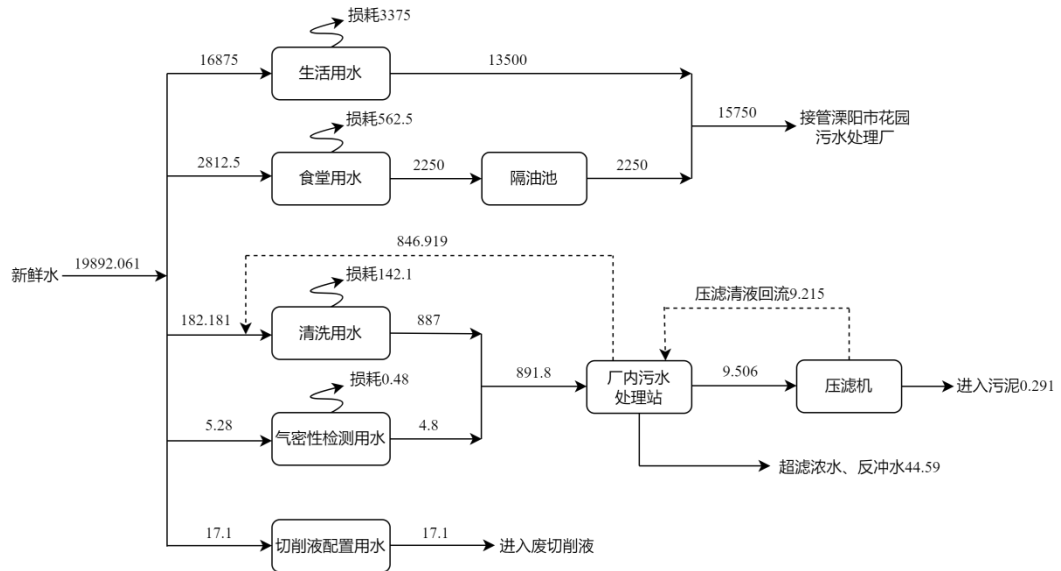 损耗3375
16875
生活用水
13500
损耗562.5
15750
接管溧阳市花园
污水处理厂
2812.5
食堂用水
2250
隔油池
2250
846.919
新鲜水
19892.061
损耗142.1
压滤清液回流9.215
182.181
清洗用水
887
损耗0.48
891.8
厂内污水
处理站
9.506
压滤机
进入污泥0.291
5.28
气密性检测用水
4.8
超滤浓水、反冲水44.59
17.1
切削液配置用水
17.1
进入废切削液